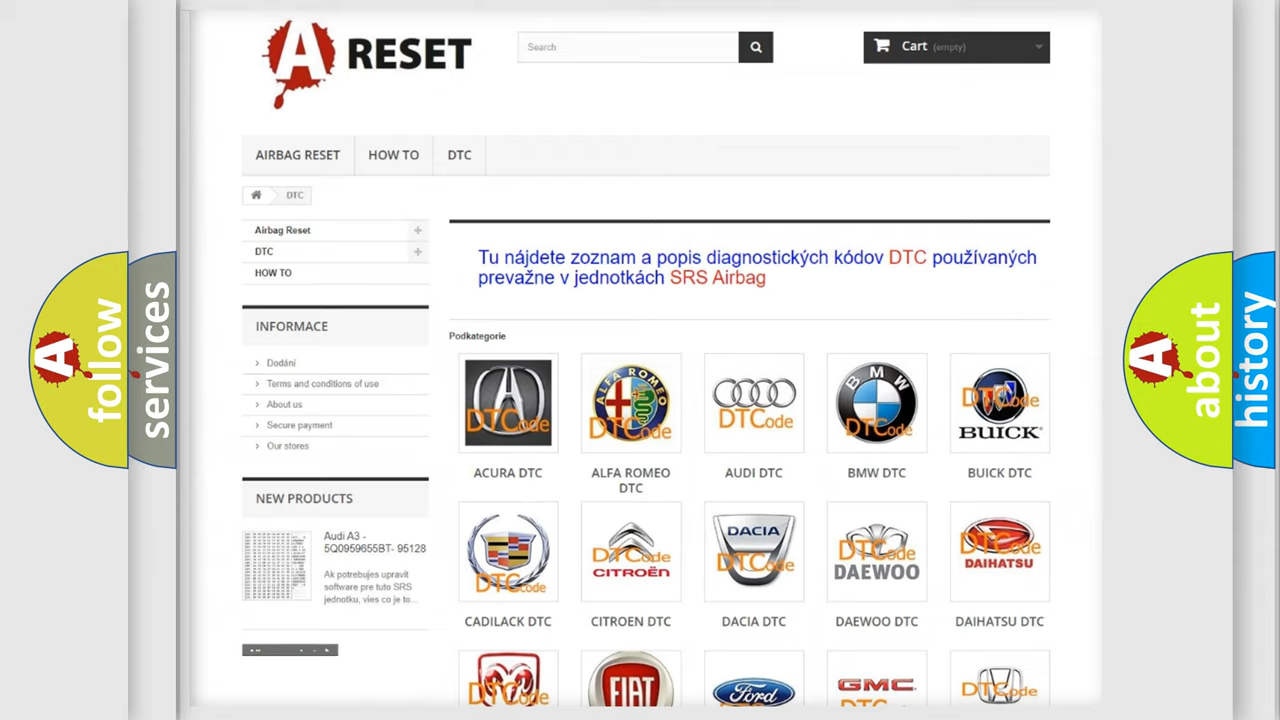 A RESET
Search
Cart (empty)
AIRBAG RESET
HOW TO
DTC
DTC
Airbag Reset
DTC
HOW TO
Tu nájdete zoznam a popis diagnostických kódov DTC používaných
prevažne v jednotkách SRS Airbag
INFORMACE
Dodání
Terms and conditions of use
About us
Secure payment
Our stores
NEW PRODUCTS
Audi A3 -
5Q0959655BT- 95128
Ak potrebujes upravit
software pre tuto SRS
jednotku, vies co je to...
Podkategorie
DTCode
ALFA ROMEO
DTCode
DTCode
BMW
DTCode
DTCode
BUICK
ACURA DTC
ALFA ROMEO
DTC
AUDI DTC
BMW DTC
BUICK DTC
DTCode
DTCode
CITROËN
DACIA
DTCode
DTCode
DAEWOO
DTCode
DAIHATSU
CADILACK DTC
CITROEN DTC
DACIA DTC
DAEWOO DTC
DAIHATSU DTC
DTCode
FIAT
Ford
GMC
DTCode
A follow
services
A about
history